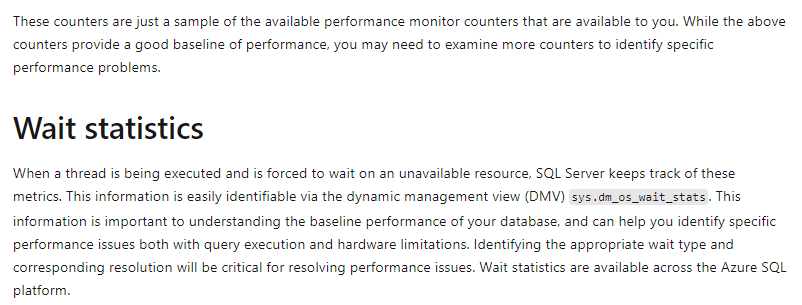 These counters are just a sample of the available performance monitor counters that are available to you. While the above
counters provide a good baseline of performance, you may need to examine more counters to identify specific
performance problems.
Wait statistics
When a thread is being executed and is forced to wait on an unavailable resource, SQL Server keeps track of these
metrics. This information is easily identifiable via the dynamic management view (DMV) sys.dm_os_wait_stats. This
information is important to understanding the baseline performance of your database, and can help you identify specific
performance issues both with query execution and hardware limitations. Identifying the appropriate wait type and
corresponding resolution will be critical for resolving performance issues. Wait statistics are available across the Azure SQL
platform.